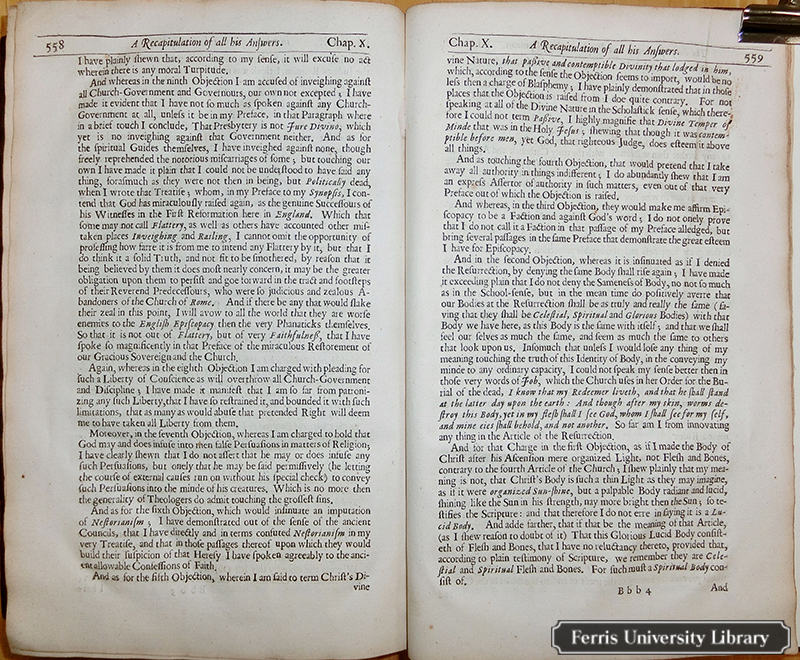 558 A Recapitulation of all his Anſwers. Chap. X.
I have plainly ſhewn that, according to my ſenſe, it will excuſe no act
wherein there is any moral Turpitude.
And whereas in the ninth Objection I am accuſed of inveighing againſt
all Church-Government and Governours, our own not excepted; I have
made it evident that I have not ſo much as ſpoken againſt any Church-
Government at all, unleſs it be in my Preface, in that Paragraph where
in a brief touch I conclude, That Presbytery is not Jure Divino, which
yet is no inveighing againſt that Government neither. And as for
the ſpiritual Guides themſelves, I have inveighed againſt none, though
freely reprehended the notorious miſcarriages of ſome; but touching our
own I have made it plain that I could not be underſtood to have ſaid any
thing, foraſmuch as they were not then in being, but Politically dead,
when I wrote that Treatiſe; whom, in my Preface to my Synopſis, I con-
tend that God has miraculouſly raiſed again, as the genuine Succeſſours of
his Witneſſes in the Firſt Reformation here in England. Which that
ſome may not call Flattery, as well as others have accounted other miſ-
taken places Inveighing and Railing, I cannot omit the opportunity of
profeſſing how farre it is from me to intend any Flattery by it, but that I
do think it a ſolid Truth, and not fit to be ſmothered, by reaſon that it
being believed by them it does moſt nearly concern, it may be the greater
obligation upon them to perſiſt and goe forward in the tract and footſteps
of their Reverend Predeceſſours, who were ſo judicious and zealous A-
bandoners of the Church of Rome. And if there be any that would ſlake
their zeal in this point, I will avow to all the world that they are worſe
enemies to the Engliſh Epiſcopacy then the very Phanaticks themſelves.
So that it is not out of Flattery, but of very Faithfulneß, that I have
ſpoke ſo magnificently in that Preface of the miraculous Reſtorement of
our Gracious Sovereign and the Church.
Again, whereas in the eighth Objection I am charged with pleading for
ſuch a Liberty of Conſcience as will overthrow all Church-Government
and Diſcipline; I have made it manifeſt that I am ſo far from patroni-
zing any ſuch Liberty, that I have ſo reſtrained it, and bounded it with ſuch
limitations, that as many as would abuſe that pretended Right will deem
me to have taken all Liberty from them.
Moreover, in the ſeventh Objection, whereas I am charged to hold that
God may and does infuſe into men falſe Perſuaſions in matters of Religion;
I have clearly ſhewn that I do not aſſert that he may or does infuſe any
ſuch Perſuaſions, but onely that he may be ſaid permiſſively (he letting
the courſe of external cauſes run on without his ſpecial check) to convey
ſuch Perſuaſions into the minde of his creatures. Which is no more then
the generality of Theologers do admit touching the groſſeſt ſins.
And as for the ſixth Objection, which would inſinuate an imputation
of Neſtorianiſm; I have demonſtrated out of the ſenſe of the ancient
Councils, that I have directly and in terms confuted Neſtorianiſm in my
very Treatiſe, and that in thoſe paſſages thereof upon which they would
build their ſuſpicion of that Hereſy I have ſpoken agreeably to the anci-
ent allowable Confeſſions of Faith.
And as for the fifth Objection, wherein I am ſaid to term Chriſt's Di-
vine
Chap. X. A Recapitulation of all his Anſwers. 559
vine Nature, that paſsive and contemptible Divinity that lodged in him,
which, according to the ſenſe the Objection ſeems to import, would be no
leſs then a charge of Blaſphemy; I have plainly demonſtrated that in thoſe
places that the Objection is raiſed from I doe quite contrary. For not
ſpeaking at all of the Divine Nature in the Scholaſtick ſenſe, which there-
fore I could not term Paſsive, I highly magnifie that Divine Temper of
Minde that was in the Holy Jeſus; ſhewing that though it was contem-
ptible before men, yet God, that righteous Judge, does eſteem it above
all things.
And as touching the fourth Objection, that would pretend that I take
away all authority in things indifferent; I do abundantly ſhew that I am
an expreſs Aſſertor of authority in ſuch matters, even out of that very
Preface out of which the Objection is raiſed.
And whereas, in the third Objection, they would make me affirm Epi-
ſcopacy to be a Faction and againſt God's word; I do not onely prove
that I do not call it a Faction in that paſſage of my Preface alledged, but
bring ſeveral paſſages in the ſame Preface that demonſtrate the great eſteem
I have for Epiſcopacy.
And in the ſecond Objection, whereas it is inſinuated as if I denied
the Reſurrection, by denying the ſame Body ſhall riſe again; I have made
it exceeding plain that I do not deny the Sameneſs of Body, no not ſo much
as in the School-ſenſe, but in the mean time do poſitively averre that
our Bodies at the Reſurrection ſhall be as truly and really the ſame (ſa-
ving that they ſhall be Celeſtial, Spiritual and Glorious Bodies) with that
Body we have here, as this Body is the ſame with itſelf; and that we ſhall
feel our ſelves as much the ſame, and ſeem as much the ſame to others
that look upon us. Inſomuch that unleſs I would loſe any thing of my
meaning touching the truth of this Identity of Body, in the conveying my
minde to any ordinary capacity, I could not ſpeak my ſenſe better then in
thoſe very words of Job, which the Church uſes in her Order for the Bu-
rial of the dead, I know that my Redeemer liveth, and that he ſhall ſtand
at the latter day upon the earth: And though after my skin, worms de-
ſtroy this Body, yet in my fleſh ſhall I ſee God, whom I ſhall ſee for my ſelf,
and mine eies ſhall behold, and not another. So far am I from innovating
any thing in the Article of the Reſurrection.
And for that Charge in the firſt Objection, as if I made the Body of
Chriſt after his Aſcenſion mere organized Light, not Fleſh and Bones,
contrary to the fourth Article of the Church; I ſhew plainly that my mea-
ning is not, that Chriſt's Body is ſuch a thin Light as they may imagine,
as if it were organized Sun-ſhine, but a palpable Body radiant and lucid,
ſhining like the Sun in his ſtrength, nay more bright then the Sun; ſo te-
ſtifies the Scripture: and that therefore I do not erre in ſaying it is a Lu-
cid Body. And adde farther, that if that be the meaning of that Article,
(as I ſhew reaſon to doubt of it) That this Glorious Lucid Body conſiſt-
eth of Fleſh and Bones, that I have no reluctancy thereto, provided that,
according to plain teſtimony of Scripture, we remember they are Cele-
ſtial and Spiritual Fleſh and Bones. For ſuch muſt a Spiritual Body con-
ſiſt of.
Bbb 4 And
Ferris University Library